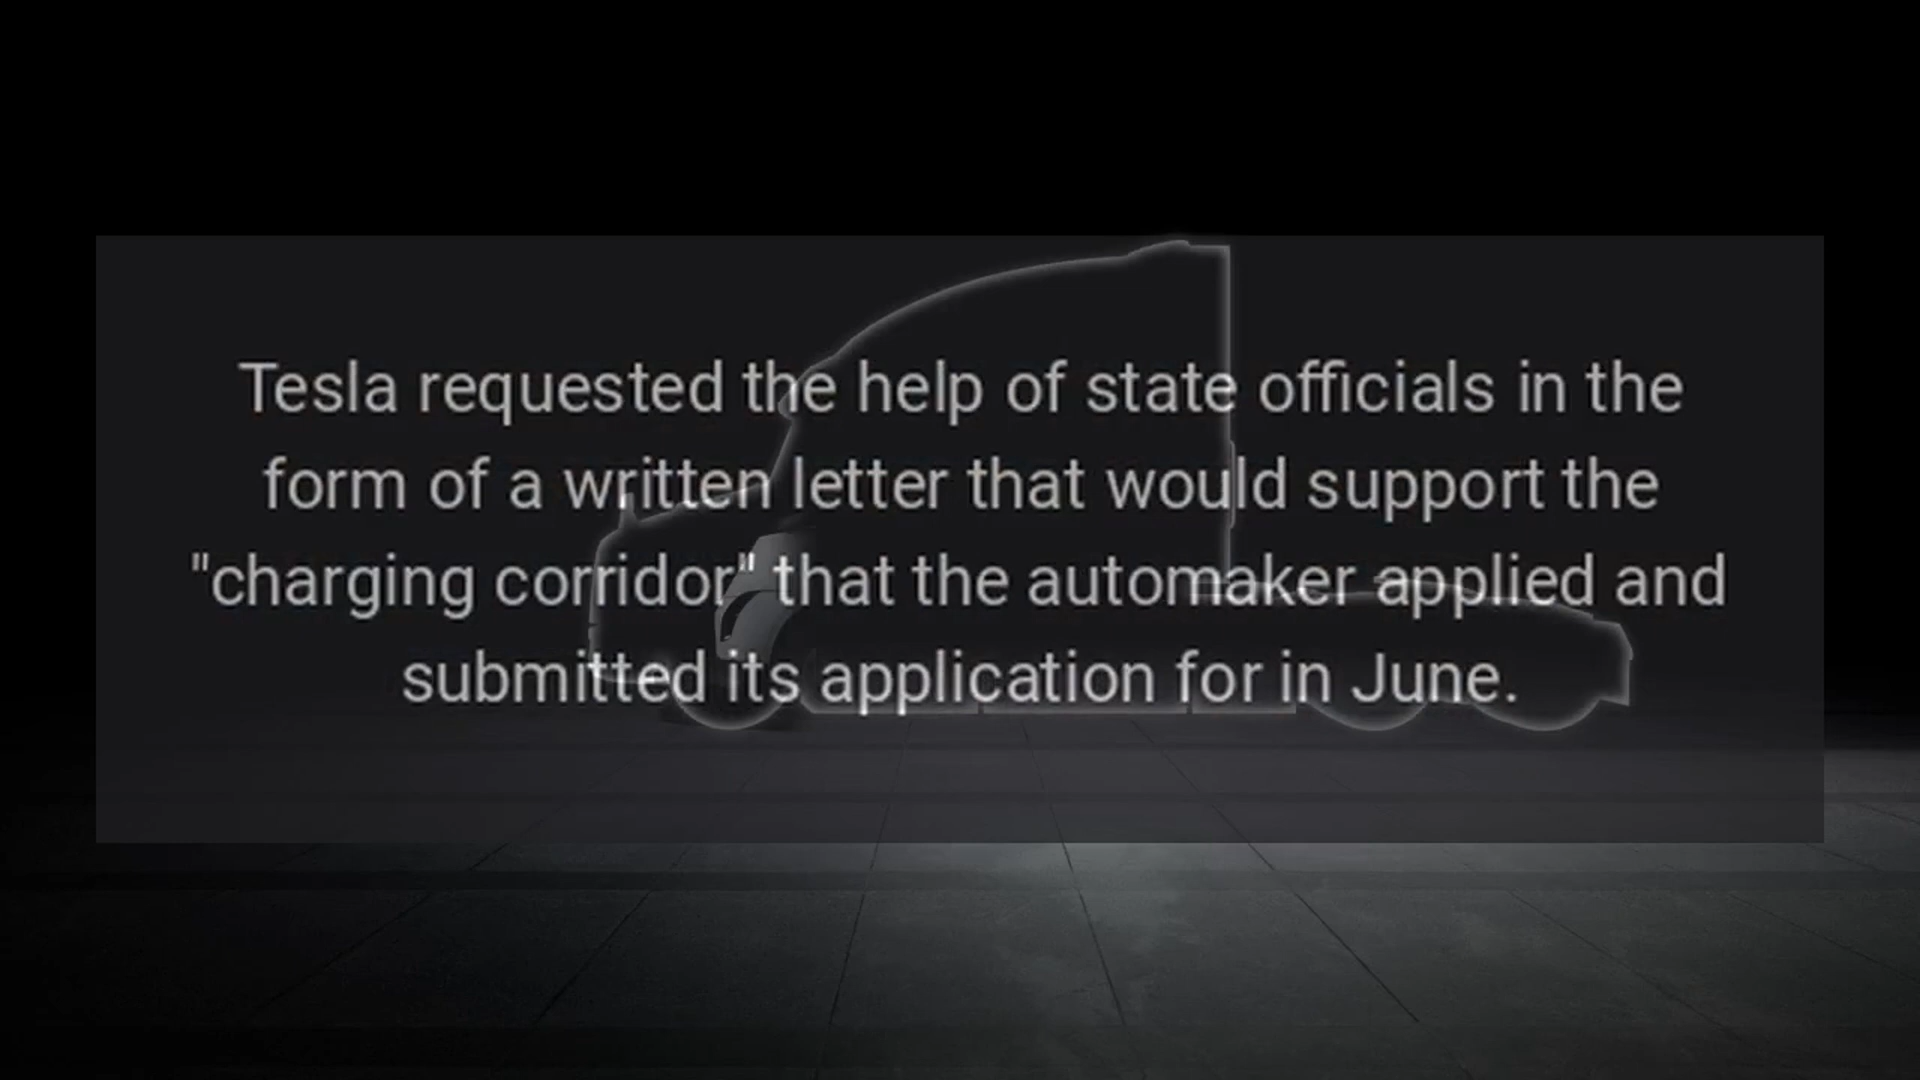 Tesla requested the help of state officials in the
form of a written letter that would support the
"charging corridor" that the automaker applied and
submitted its application for in June.